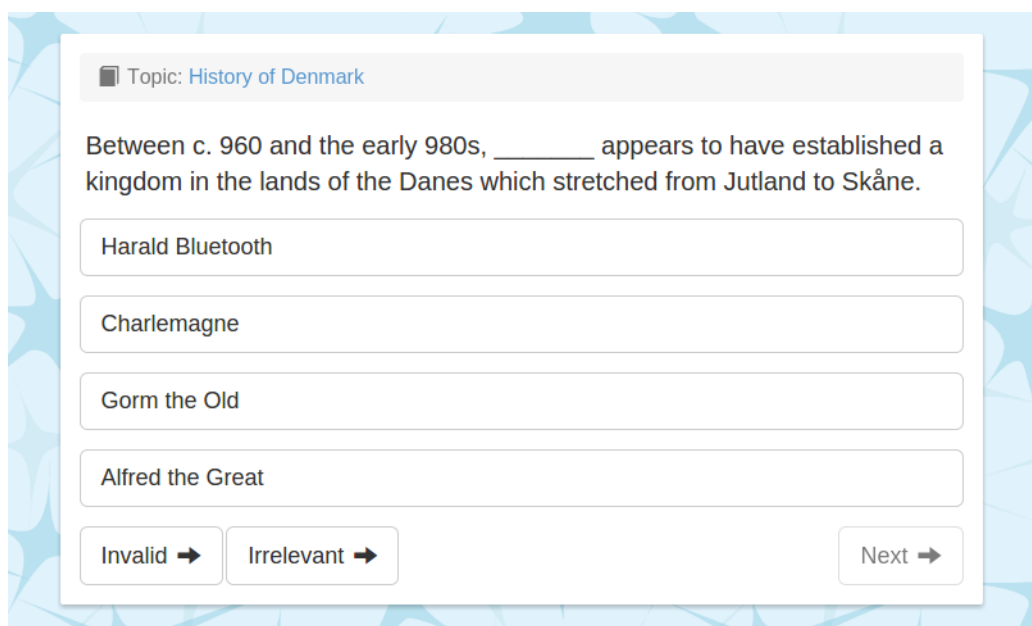 Topic: History of Denmark
Between c. 960 and the early 980s, _______ appears to have established a
kingdom in the lands of the Danes which stretched from Jutland to Skåne.
Harald Bluetooth
Charlemagne
Gorm the Old
Alfred the Great
Invalid Irrelevant Next